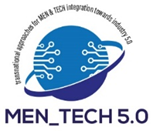 transnational approaches for MEN & TECH integration towards industry 5.0
MEN_TECH 5.0